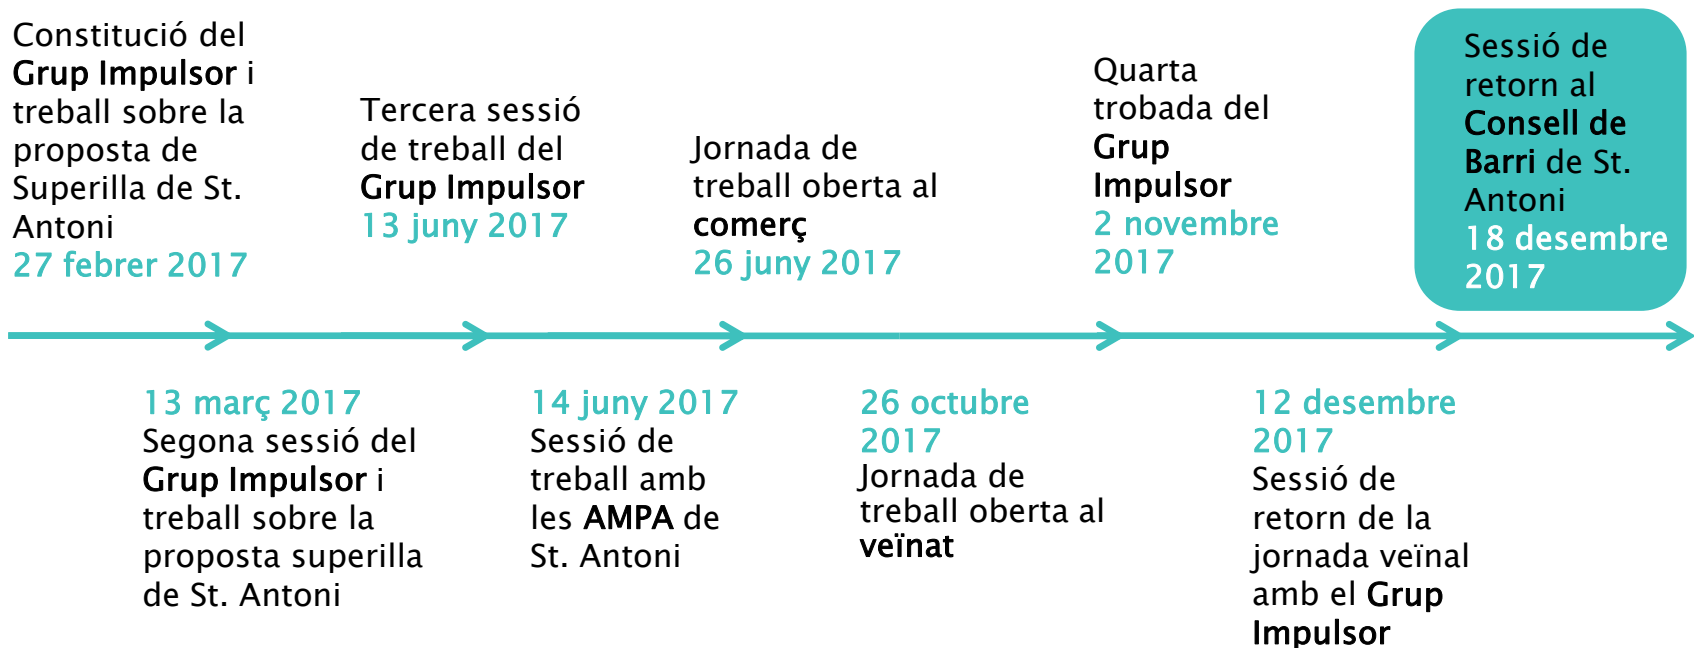 Constitució del
Grup Impulsor i
treball sobre la
proposta de
Superilla de St.
Antoni
27 febrer 2017
Tercera sessió
de treball del
Grup Impulsor
13 juny 2017
Jornada de
treball oberta al
comerç
26 juny 2017
Quarta
trobada del
Grup
Impulsor
2 novembre
2017
Sessió de
retorn al
Consell de
Barri de St.
Antoni
18 desembre
2017
13 març 2017
Segona sessió del
Grup Impulsor i
treball sobre la
proposta superilla
de St. Antoni
14 juny 2017
Sessió de
treball amb
les AMPA de
St. Antoni
26 octubre
2017
Jornada de
treball oberta al
veïnat
12 desembre
2017
Sessió de
retorn de la
jornada veïnal
amb el Grup
Impulsor